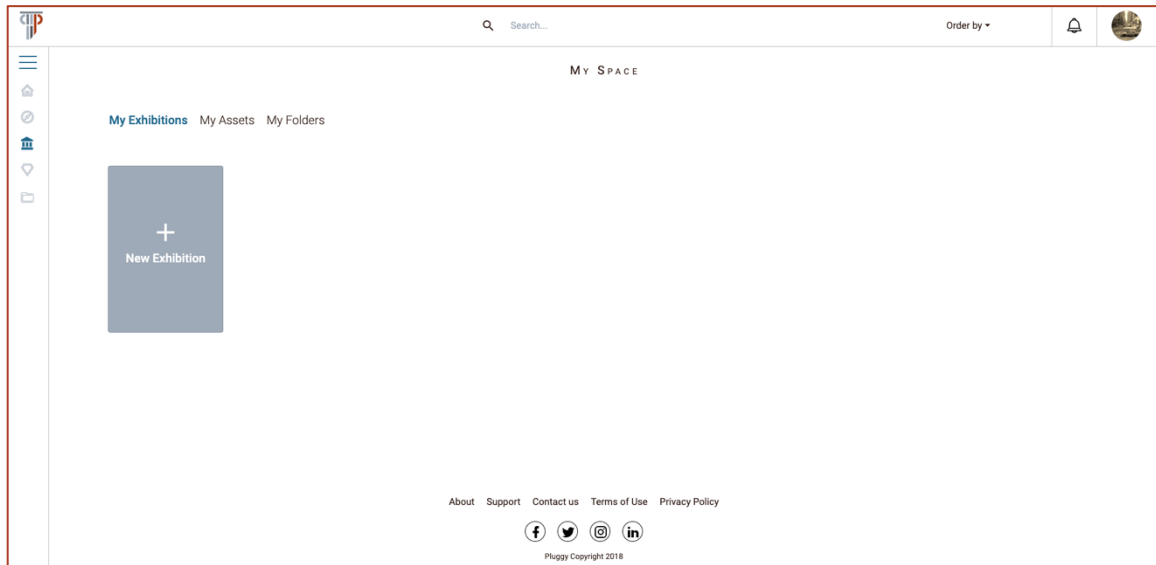 Search...
Order by
My Space
My Exhibitions My Assets My Folders
New Exhibition
About Support Contact us Terms of Use Privacy Policy
Pluggy Copyright 2018